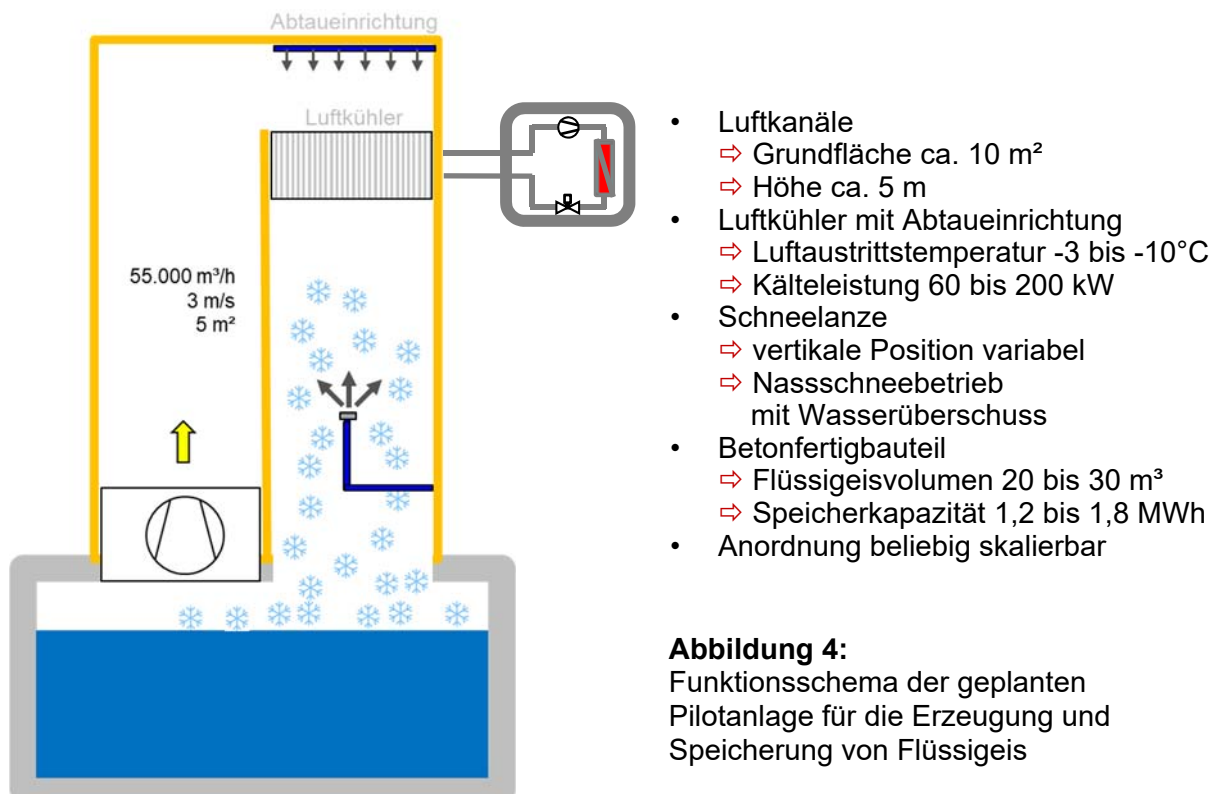 Abtaueinrichtung
Luftkühler
55.000 m³/h
3 m/s
5 m²
• Luftkanäle
⇨ Grundfläche ca. 10 m²
⇨ Höhe ca. 5 m
• Luftkühler mit Abtaueinrichtung
⇨ Luftaustrittstemperatur -3 bis -10°C
⇨ Kälteleistung 60 bis 200 kW
• Schneelanze
⇨ vertikale Position variabel
⇨ Nassschneebetrieb
mit Wasserüberschuss
• Betonfertigbauteil
⇨ Flüssigeisvolumen 20 bis 30 m³
⇨ Speicherkapazität 1,2 bis 1,8 MWh
• Anordnung beliebig skalierbar
Abbildung 4:
Funktionsschema der geplanten
Pilotanlage für die Erzeugung und
Speicherung von Flüssigeis